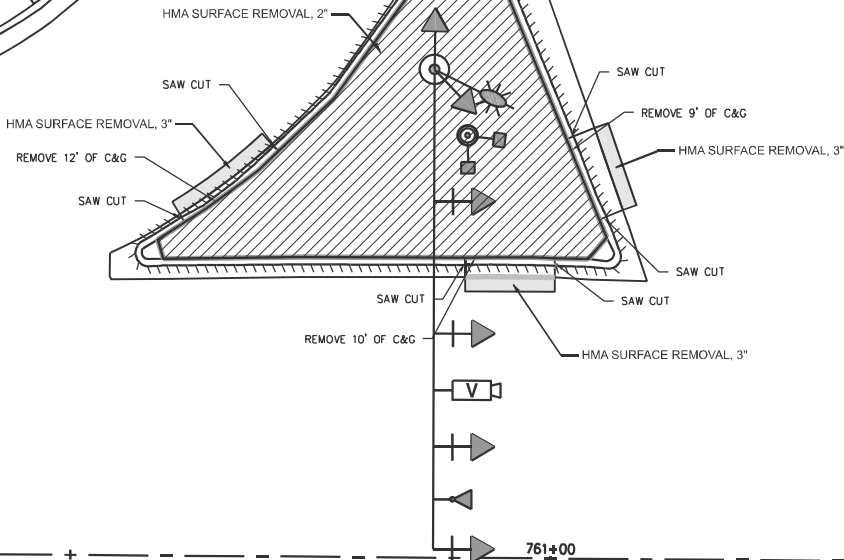 HMA SURFACE REMOVAL, 2"
SAW CUT
SAW CUT
REMOVE 9' OF C&G
HMA SURFACE REMOVAL, 3"
HMA SURFACE REMOVAL, 3"
REMOVE 12' OF C&G
SAW CUT
SAW CUT
SAW CUT
SAW CUT
REMOVE 10' OF C&G
HMA SURFACE REMOVAL, 3"
V
761+00